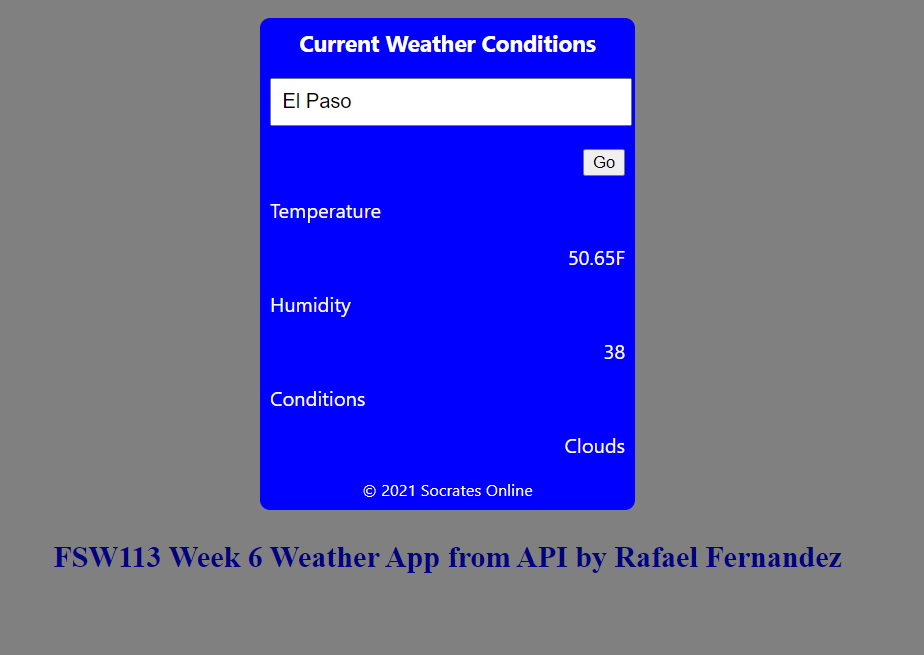 Current Weather Conditions
El Paso
Go
Temperature
50.65F
Humidity
38
Conditions
Clouds
© 2021 Socrates Online
FSW113 Week 6 Weather App from API by Rafael Fernandez